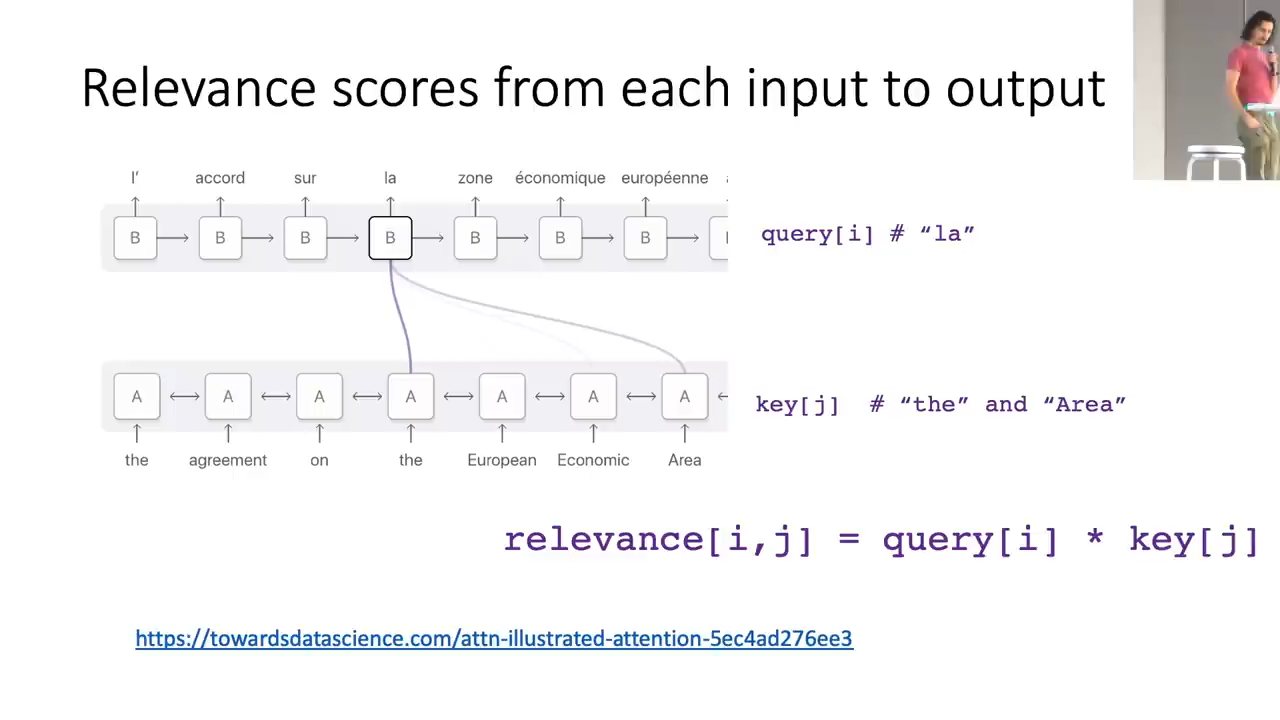 Relevance scores from each input to output
l' accord sur la zone économique européenne
B B B B B B B
query[i] # “la”
A A A A A A A
key[j] # “the” and “Area”
the agreement on the European Economic Area
relevance[i,j] = query[i] * key[j]
https://towardsdatascience.com/attn-illustrated-attention-5ec4ad276ee3